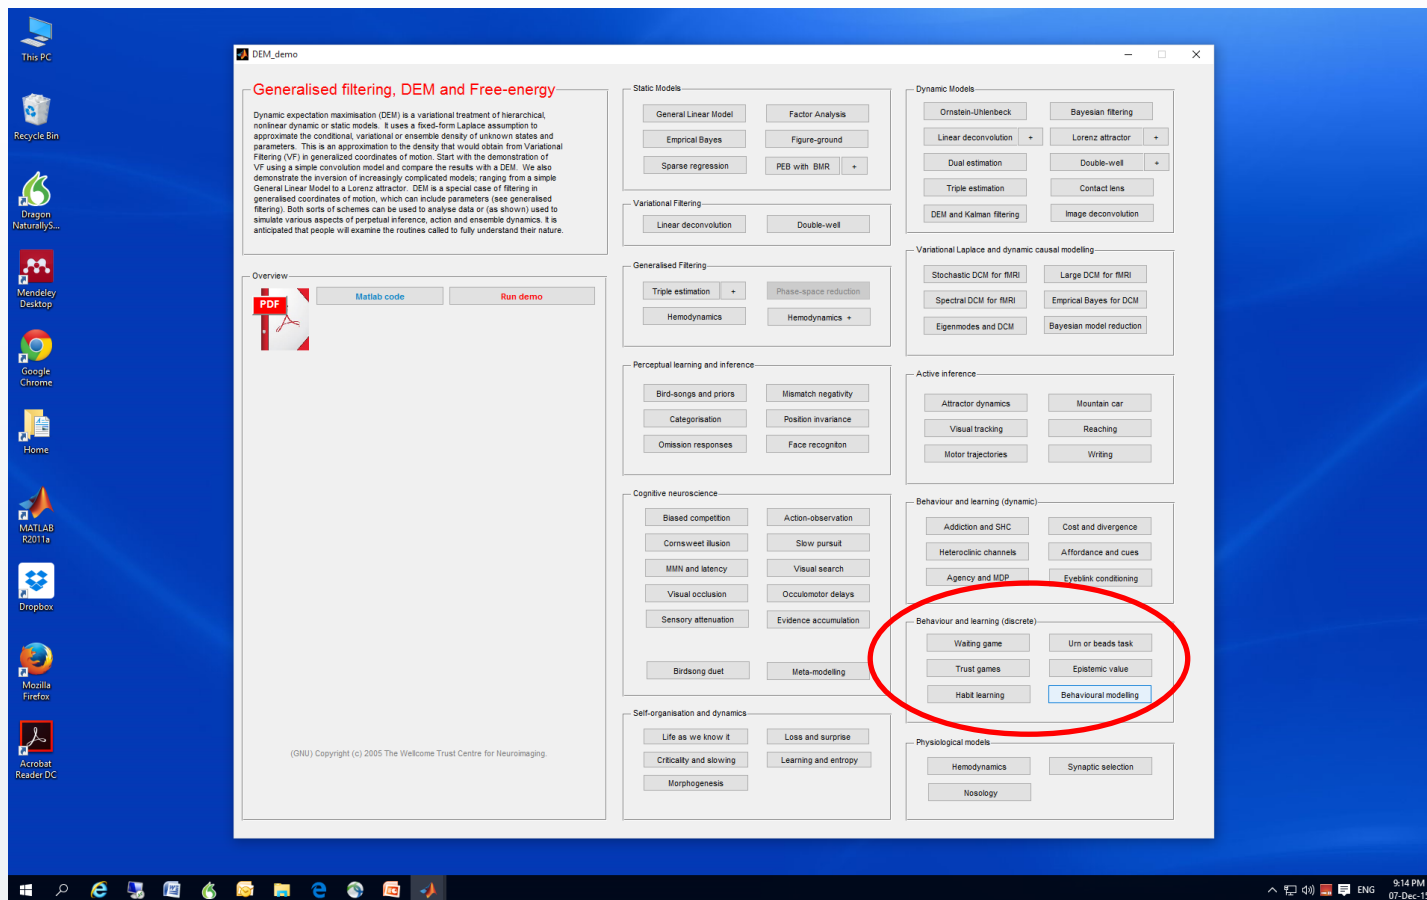 This PC
Recycle Bin
Dragon
NaturallyS...
Mendeley
Desktop
Google
Chrome
Home
MATLAB
R2011a
Dropbox
Mozilla
Firefox
Acrobat
Reader DC
DEM_demo
Generalised filtering, DEM and Free-energy
Dynamic expectation maximisation (DEM) is a variational treatment of hierarchical,
nonlinear dynamic or static models. It uses a fixed-form Laplace assumption to
approximate the conditional, variational or ensemble density of unknown states and
parameters. This is an approximation to the density that would obtain from Variational
Filtering (VF) in generalized coordinates of motion. Start with the demonstration of
VF using a simple convolution model and compare the results with a DEM. We also
demonstrate the inversion of increasingly complicated models; ranging from a simple
General Linear Model to a Lorenz attractor. DEM is a special case of filtering in
generalised coordinates of motion, which can include parameters (see generalised
filtering). Both sorts of schemes can be used to analyse data or (as shown) used to
simulate various aspects of perpetual inference, action and ensemble dynamics. It is
anticipated that people will examine the routines called to fully understand their nature.
Overview
PDF
Matlab code
Run demo
(GNU) Copyright (c) 2005 The Wellcome Trust Centre for Neuroimaging.
Static Models
General Linear Model
Factor Analysis
Emprical Bayes
Figure-ground
Sparse regression
PEB with BMR +
Variational Filtering
Linear deconvolution
Double-well
Generalised Filtering
Triple estimation +
Phase-space reduction
Hemodynamics
Hemodynamics +
Perceptual learning and inference
Bird-songs and priors
Mismatch negativity
Categorisation
Position invariance
Omission responses
Face recogniton
Cognitive neuroscience
Biased competition
Action-observation
Cornsweet illusion
Slow pursuit
MMN and latency
Visual search
Visual occlusion
Occulomotor delays
Sensory attenuation
Evidence accumulation
Birdsong duet
Meta-modelling
Self-organisation and dynamics
Life as we know it
Loss and surprise
Criticality and slowing
Learning and entropy
Morphogenesis
Dynamic Models
Ornstein-Uhlenbeck
Bayesian filtering
Linear deconvolution +
Lorenz attractor +
Dual estimation
Double-well +
Triple estimation
Contact lens
DEM and Kalman filtering
Image deconvolution
Variational Laplace and dynamic causal modelling
Stochastic DCM for fMRI
Large DCM for fMRI
Spectral DCM for fMRI
Emprical Bayes for DCM
Eigenmodes and DCM
Bayesian model reduction
Active inference
Attractor dynamics
Mountain car
Visual tracking
Reaching
Motor trajectories
Writing
Behaviour and learning (dynamic)
Addiction and SHC
Cost and divergence
Heteroclinic channels
Affordance and cues
Agency and MDP
Eyeblink conditioning
Behaviour and learning (discrete)
Waiting game
Urn or beads task
Trust games
Epistemic value
Habit learning
Behavioural modelling
Physiological models
Hemodynamics
Synaptic selection
Nosology
ENG
9:14 PM
07-Dec-15